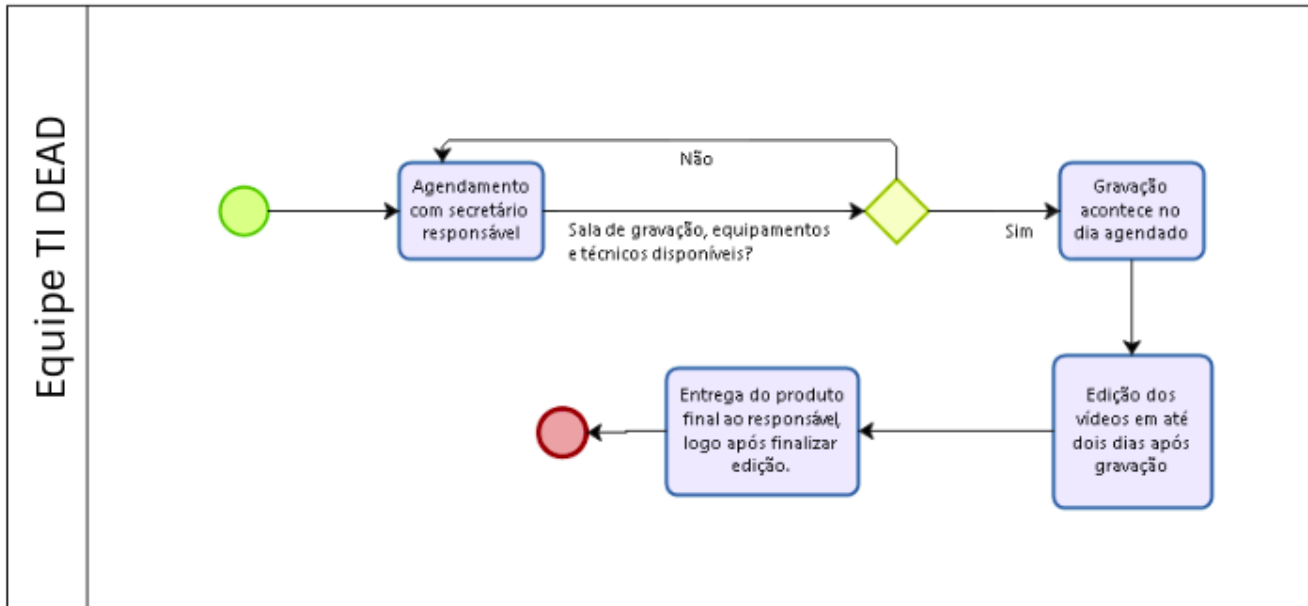 Equipe TI DEAD
Não
Agendamento
com secretário
responsável
Sala de gravação, equipamentos
e técnicos disponíveis?
Sim
Gravação
acontece no
dia agendado
Edição dos
vídeos em até
dois dias após
gravação
Entrega do produto
final ao responsável,
logo após finalizar
edição.